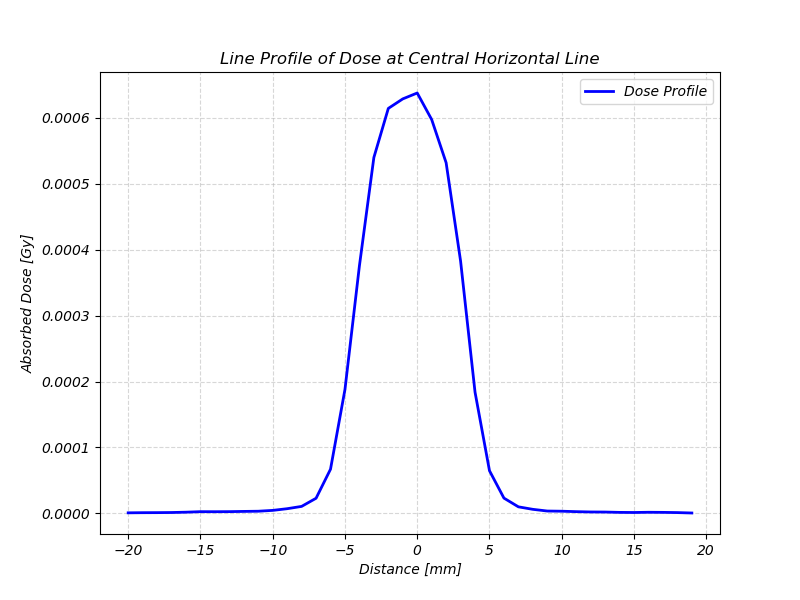 Line Profile of Dose at Central Horizontal Line
Dose Profile
0.0006
0.0005
0.0004
0.0003
0.0002
0.0001
0.0000
Absorbed Dose [Gy]
−20 −15 −10 −5 0 5 10 15 20
Distance [mm]